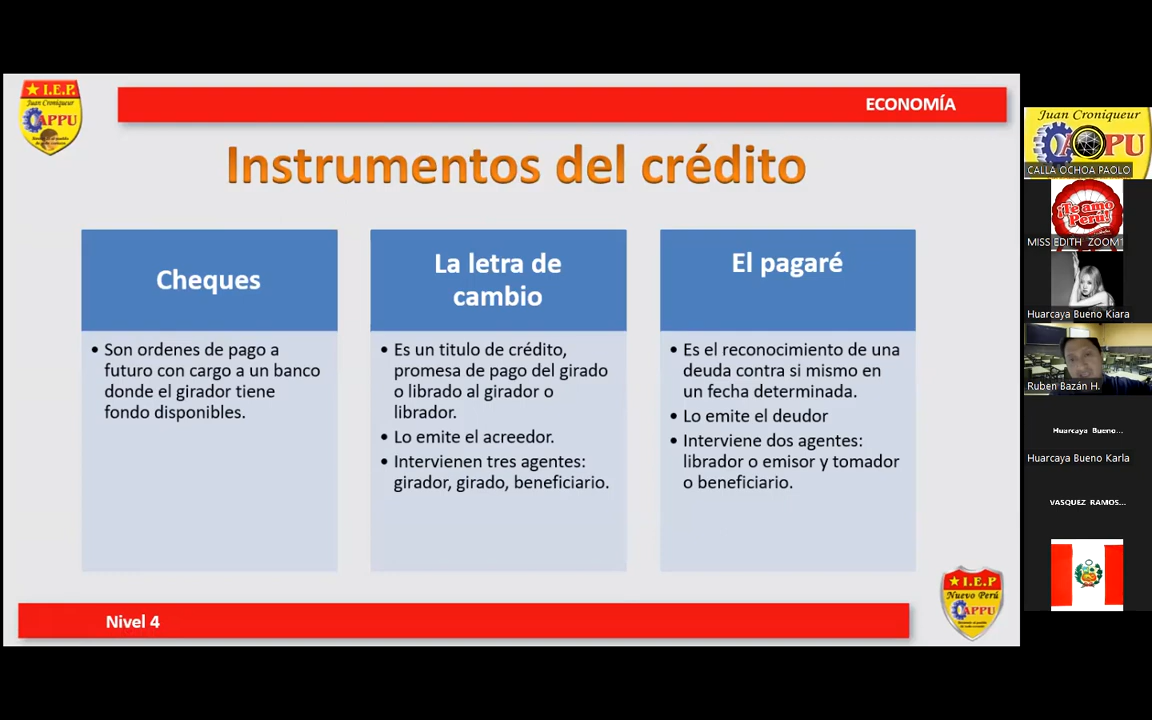 I.E.P.
Juan Croniqueur
APPU
ECONOMÍA
Instrumentos del crédito
Cheques
• Son ordenes de pago a
futuro con cargo a un banco
donde el girador tiene
fondo disponibles.
La letra de
cambio
• Es un titulo de crédito,
promesa de pago del girado
o librado al girador o
librador.
• Lo emite el acreedor.
• Intervienen tres agentes:
girador, girado, beneficiario.
El pagaré
• Es el reconocimiento de una
deuda contra si mismo en
un fecha determinada.
• Lo emite el deudor
• Interviene dos agentes:
librador o emisor y tomador
o beneficiario.
Nivel 4
I.E.P
Nuevo Perú
APPU
Juan Croniqueur
CALLA OCHOA PAOLO
¡Te amo
Perú!
MISS EDITH ZOOM1
Huarcaya Bueno Kiara
Ruben Bazán H.
Huarcaya Bueno...
Huarcaya Bueno Karla
VASQUEZ RAMOS...